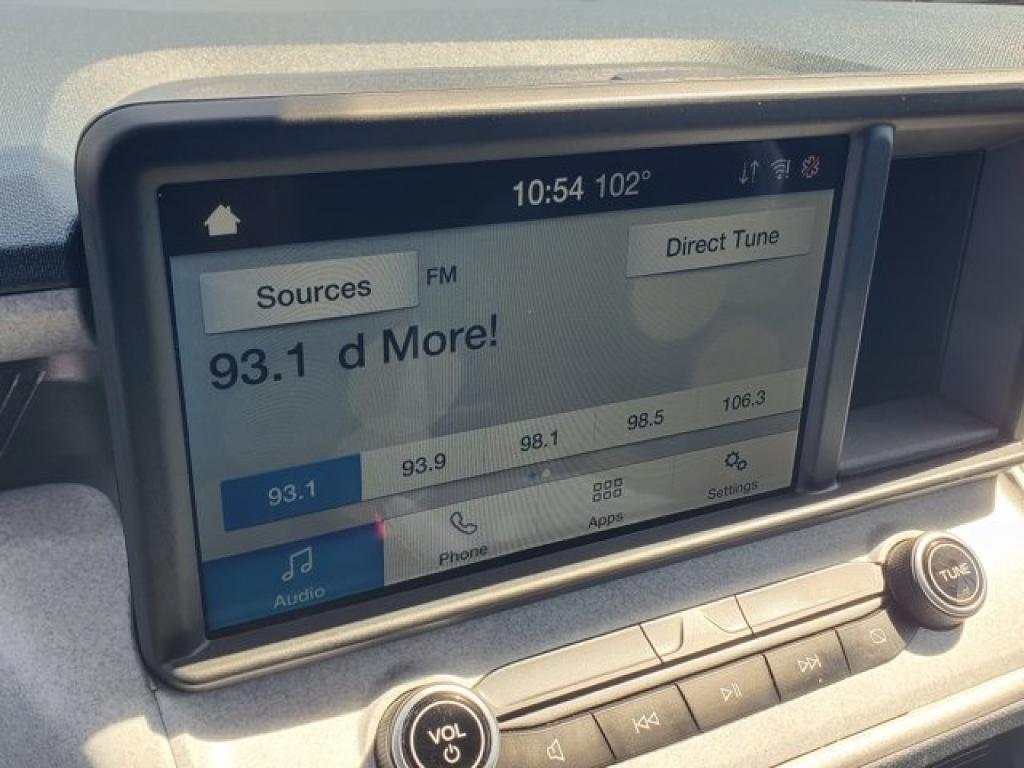 10:54 102°
Sources FM Direct Tune
93.1 d More!
93.1 93.9 98.1 98.5 106.3
Audio Phone Apps Settings
TUNE
VOL